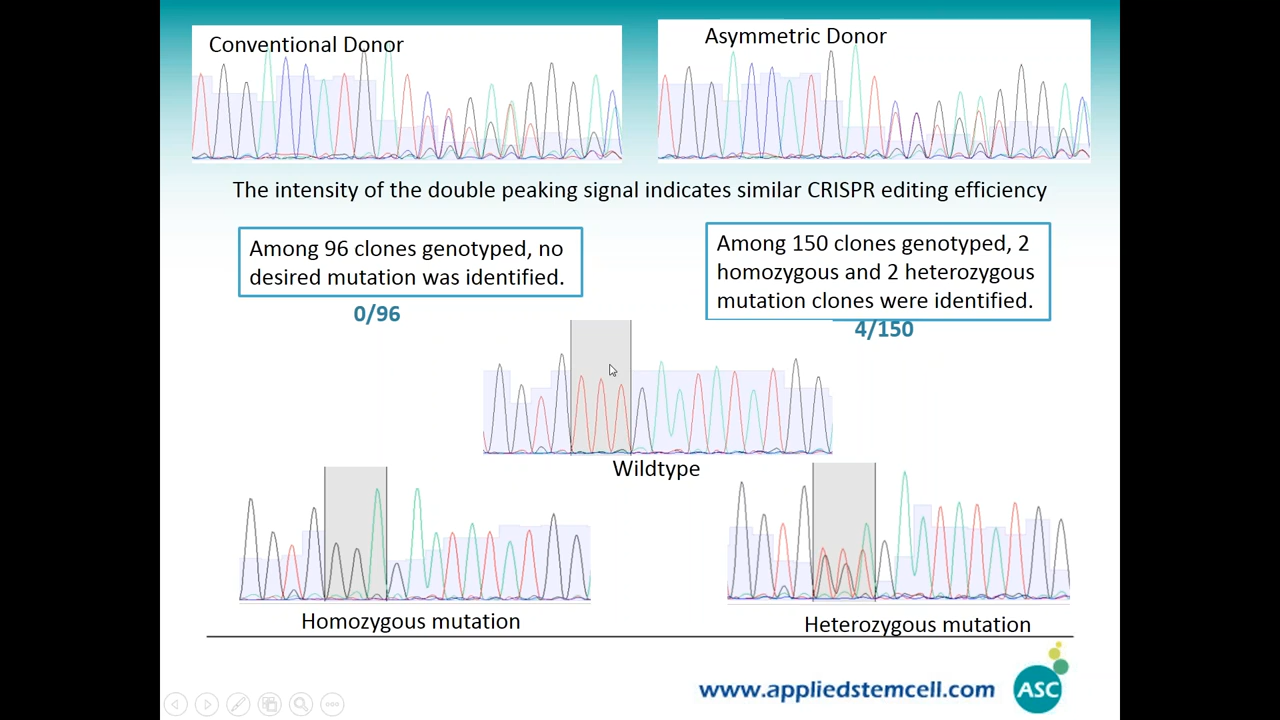 Conventional Donor
Asymmetric Donor
The intensity of the double peaking signal indicates similar CRISPR editing efficiency
Among 96 clones genotyped, no
desired mutation was identified.
0/96
Among 150 clones genotyped, 2
homozygous and 2 heterozygous
mutation clones were identified.
4/150
Wildtype
Homozygous mutation
Heterozygous mutation
www.appliedstemcell.com
ASC